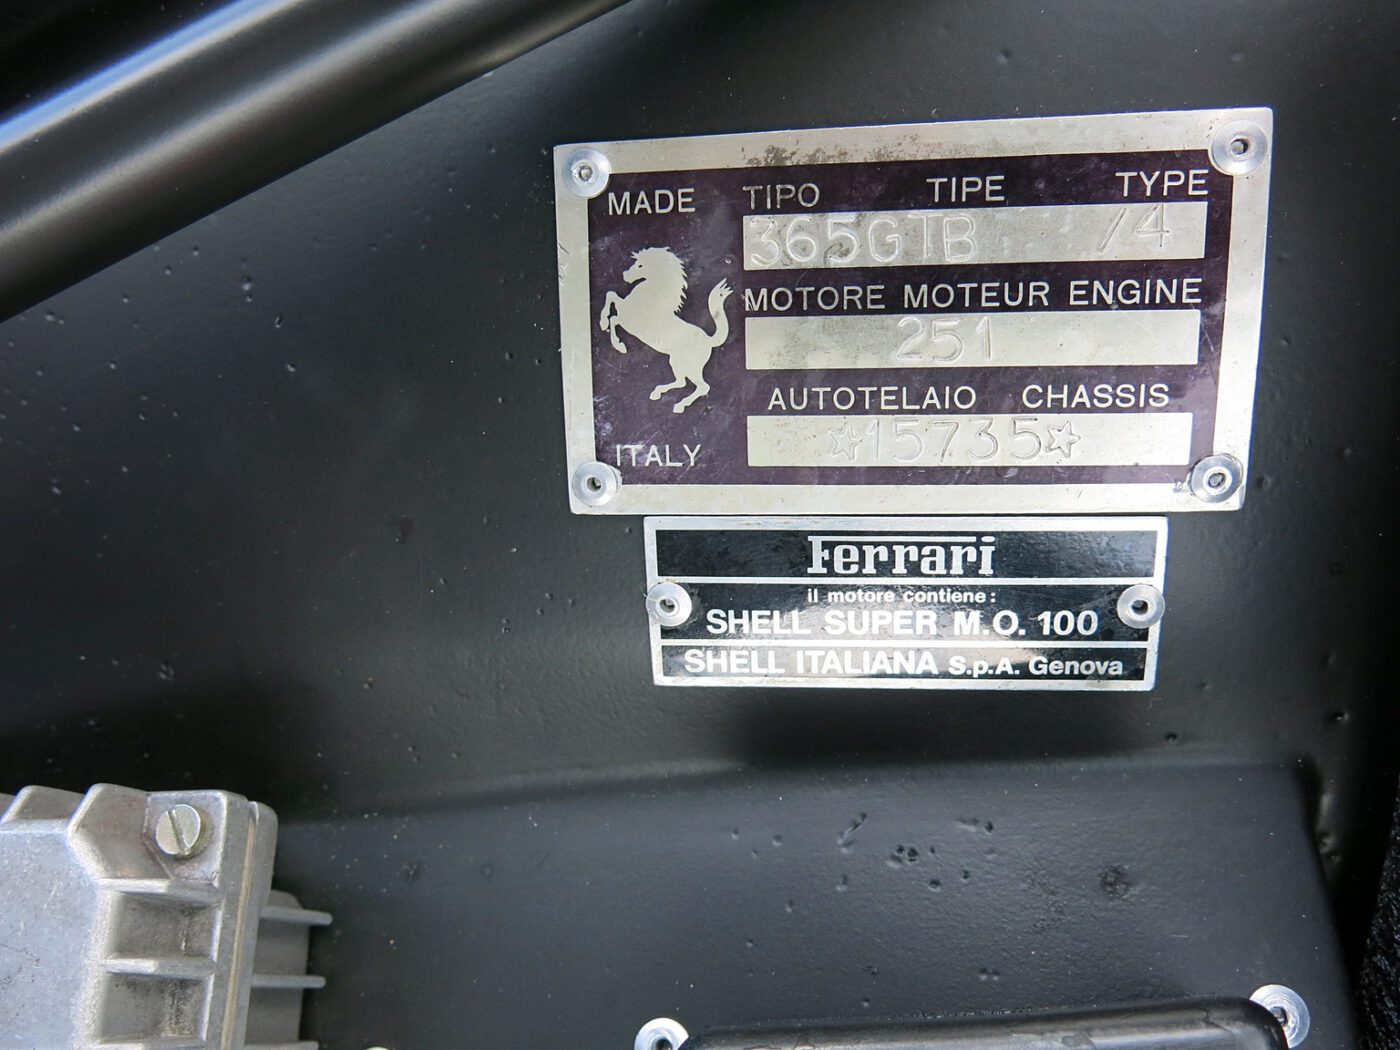 MADE TIPO TIPE TYPE
365GTB /4
MOTORE MOTEUR ENGINE
251
AUTOTELAIO CHASSIS
☆15735☆
ITALY
Ferrari
il motore contiene:
SHELL SUPER M.O. 100
SHELL ITALIANA S.p.A. Genova